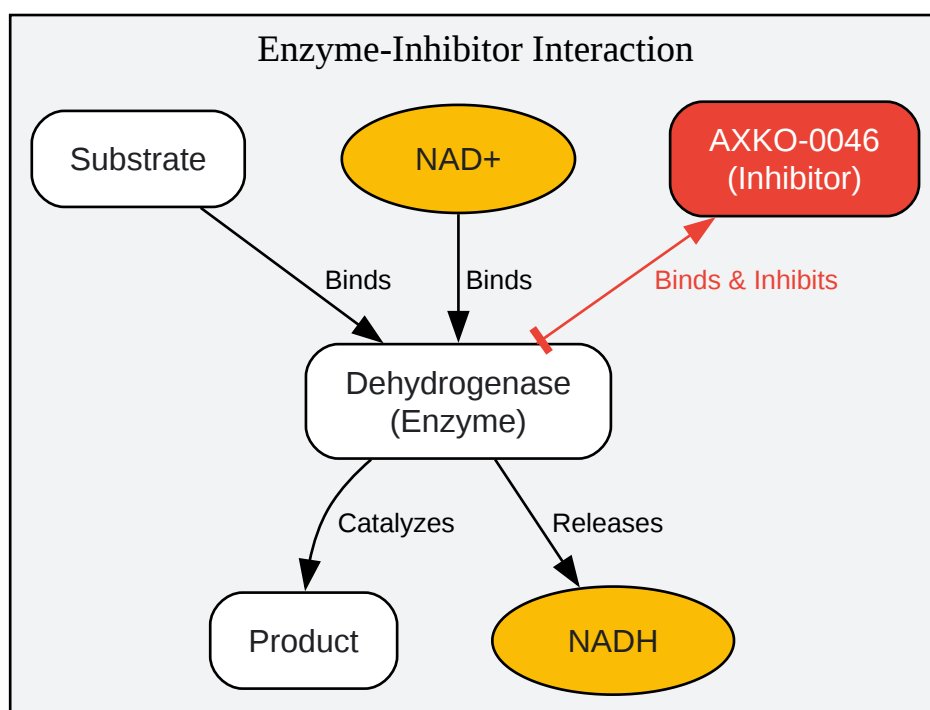 Enzyme-Inhibitor Interaction
Substrate
NAD+
AXKO-0046
(Inhibitor)
Binds
Binds
Binds & Inhibits
Dehydrogenase
(Enzyme)
Catalyzes
Releases
Product
NADH